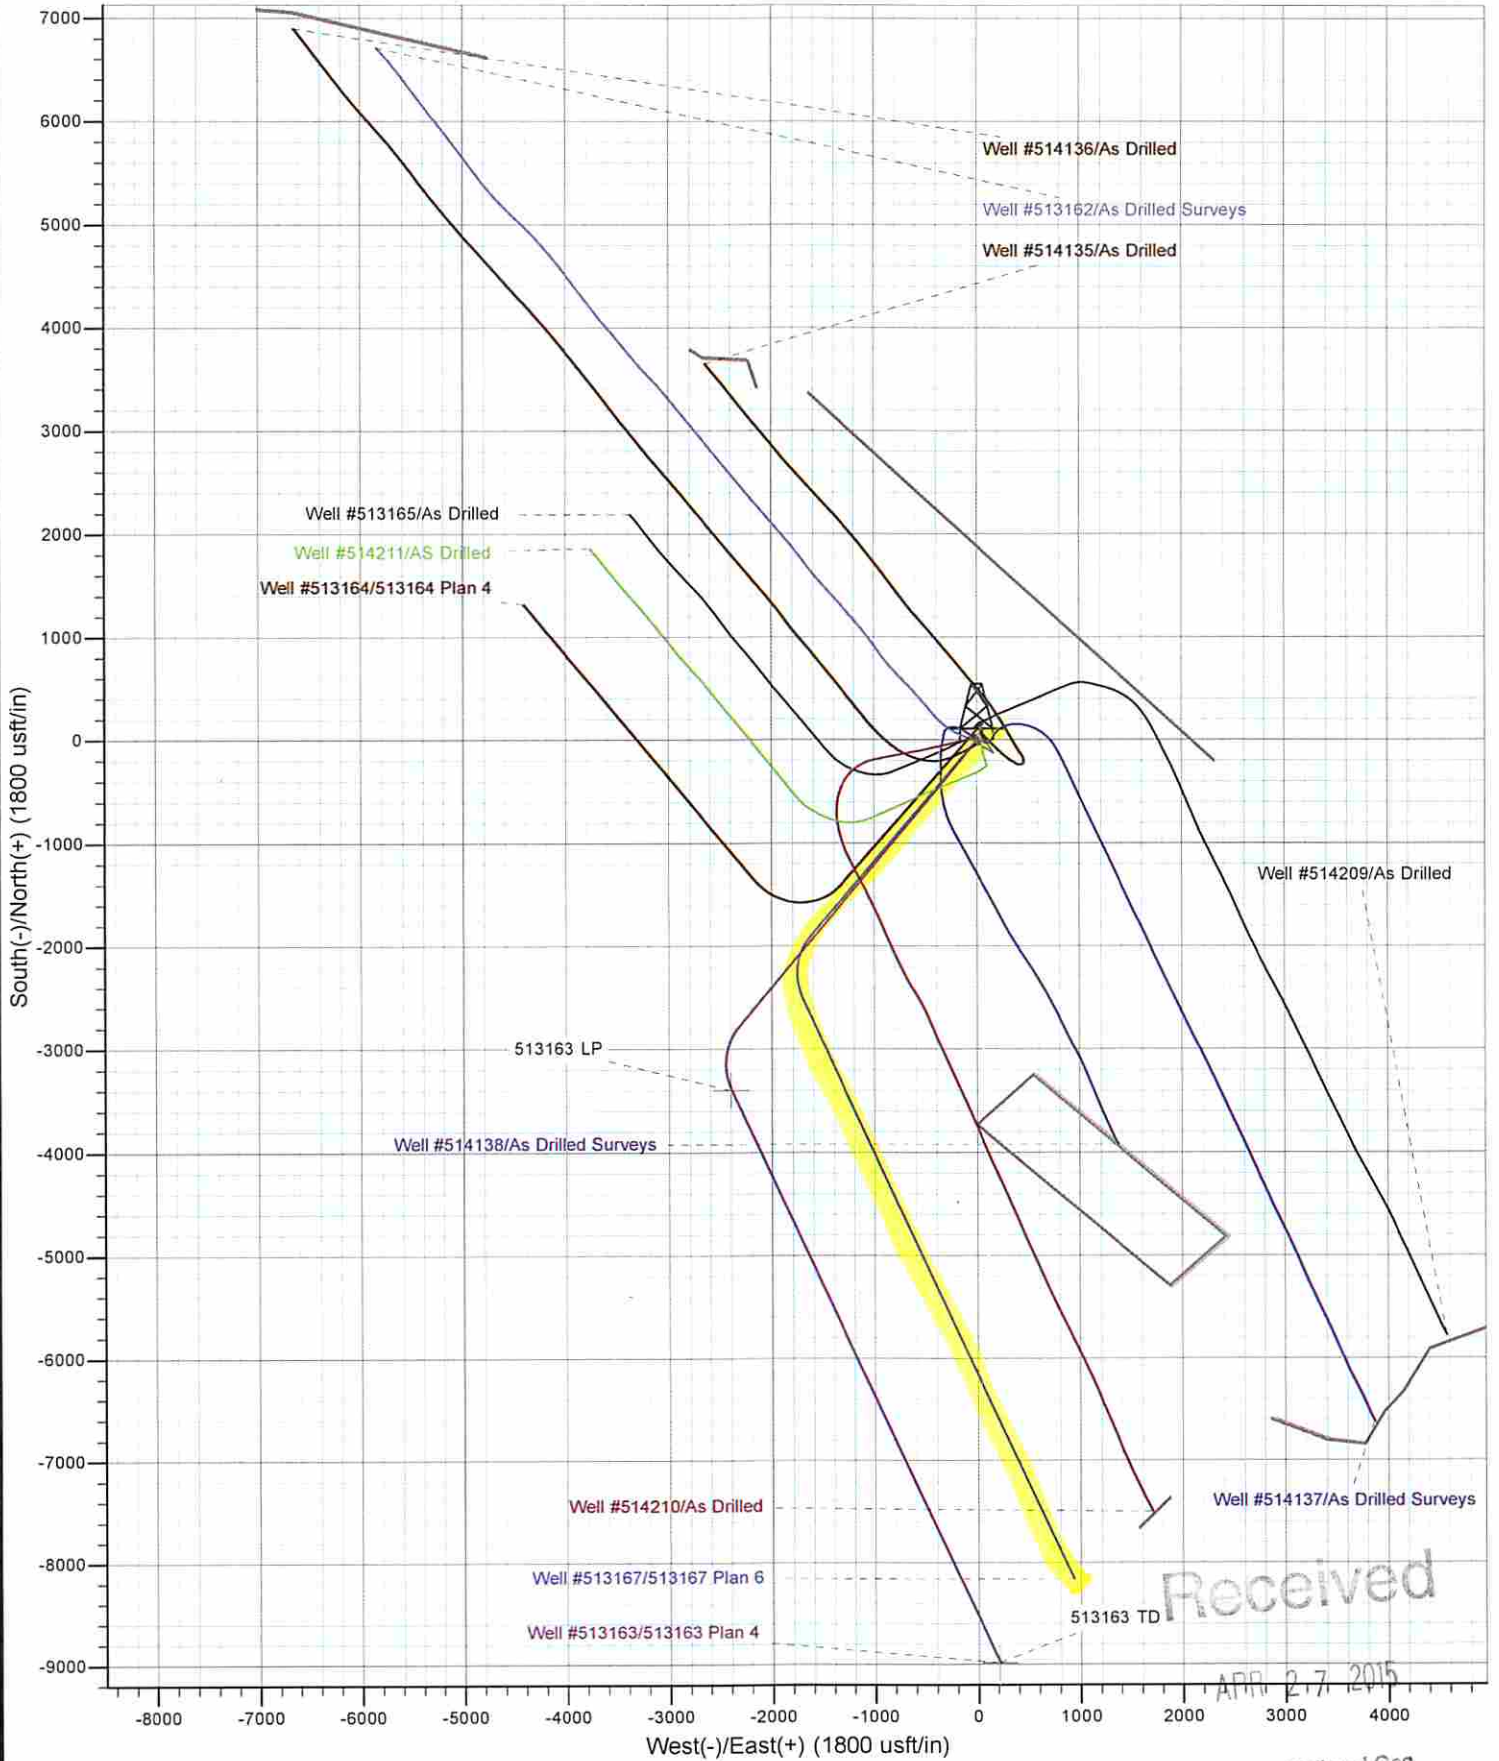 7000
6000
Well #514136/As Drilled
Well #513162/As Drilled Surveys
5000
Well #514135/As Drilled
4000
3000
Well #513165/As Drilled
2000
Well #514211/AS Drilled
Well #513164/513164 Plan 4
1000
South(-)/North(+) (1800 usft/in)
0
-1000
Well #514209/As Drilled
-2000
513163 LP
-3000
Well #514138/As Drilled Surveys
-4000
-5000
-6000
-7000
Well #514210/As Drilled
Well #514137/As Drilled Surveys
-8000
Well #513167/513167 Plan 6
Received
513163 TD
Well #513163/513163 Plan 4
-9000
APR 27 2015
-8000 -7000 -6000 -5000 -4000 -3000 -2000 -1000 0 1000 2000 3000 4000
West(-)/East(+) (1800 usft/in)